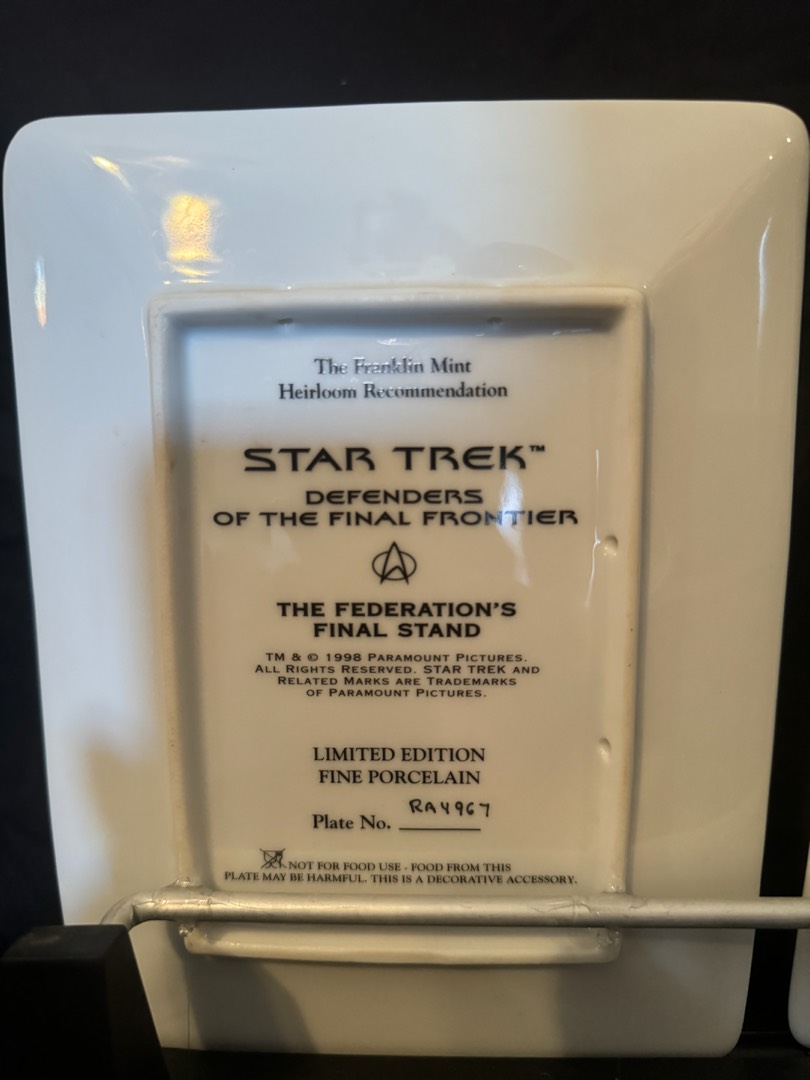 The Franklin Mint
Heirloom Recommendation
STAR TREK™
DEFENDERS
OF THE FINAL FRONTIER
THE FEDERATION'S
FINAL STAND
TM & © 1998 PARAMOUNT PICTURES.
ALL RIGHTS RESERVED. STAR TREK AND
RELATED MARKS ARE TRADEMARKS
OF PARAMOUNT PICTURES.
LIMITED EDITION
FINE PORCELAIN
Plate No. RA4967
NOT FOR FOOD USE - FOOD FROM THIS
PLATE MAY BE HARMFUL. THIS IS A DECORATIVE ACCESSORY.